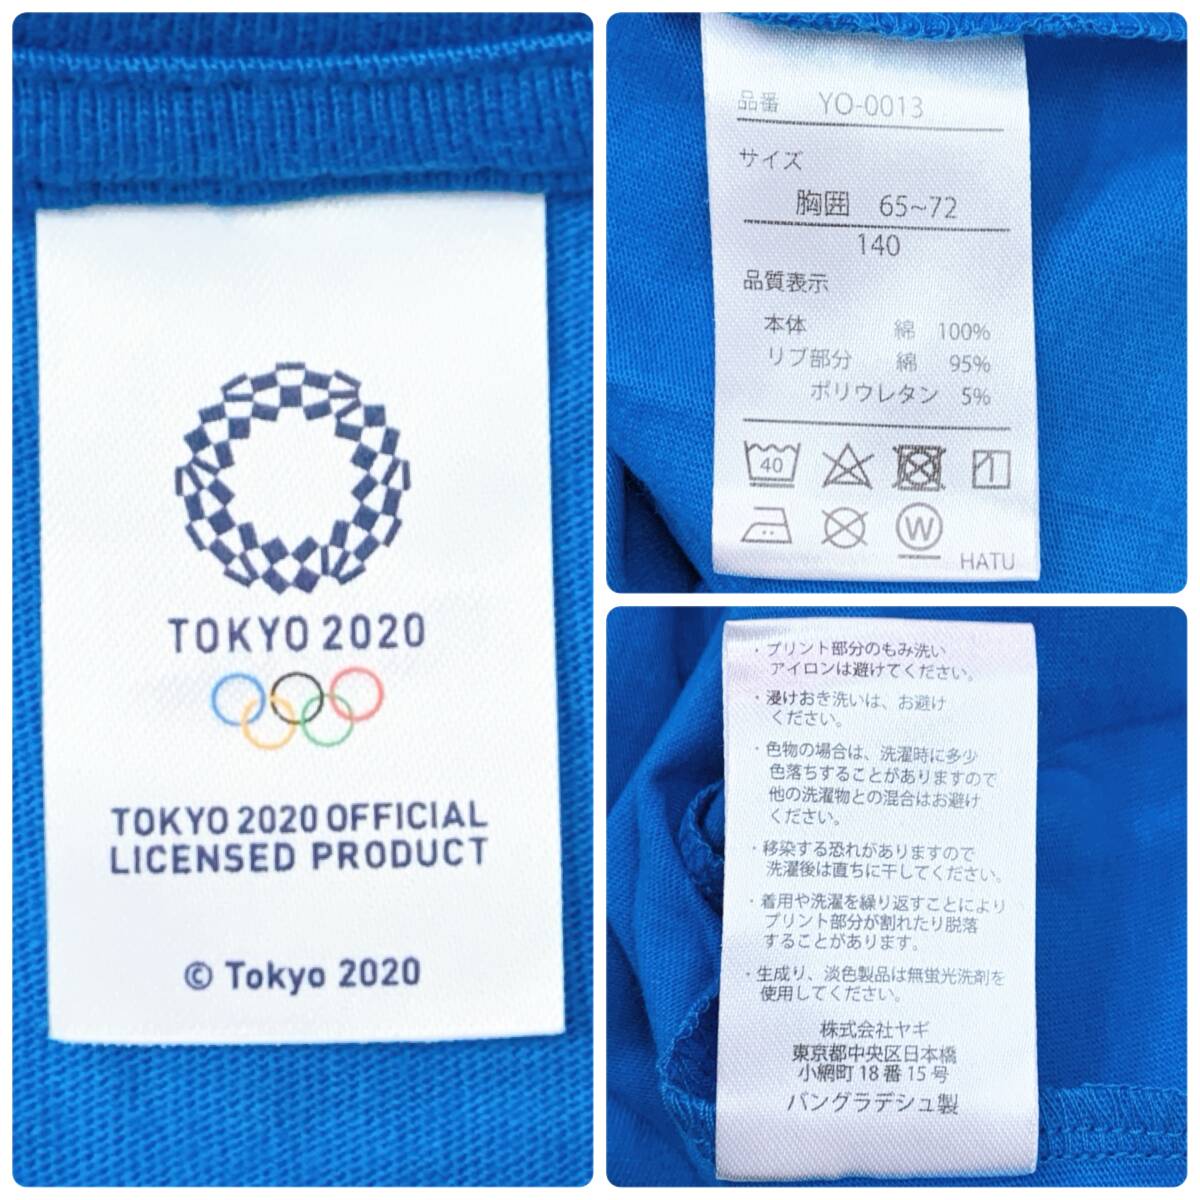 TOKYO 2020
TOKYO 2020 OFFICIAL
LICENSED PRODUCT
© Tokyo 2020
品番 YO-0013
サイズ
胸囲 65~72
140
品質表示
本体 綿 100%
リブ部分 綿 95%
ポリウレタン 5%
40
W
HATU
・プリント部分のもみ洗い
アイロンは避けてください。
・浸けおき洗いは、お避け
ください。
・色物の場合は、洗濯時に多少
色落ちすることがありますので
他の洗濯物との混合はお避け
ください。
・移染する恐れがありますので
洗濯後は直ちに干してください。
・着用や洗濯を繰り返すことにより
プリント部分が割れたり脱落
することがあります。
・生成り、淡色製品は無蛍光洗剤を
使用してください。
株式会社ヤギ
東京都中央区日本橋
小網町 18 番 15 号
バングラデシュ製